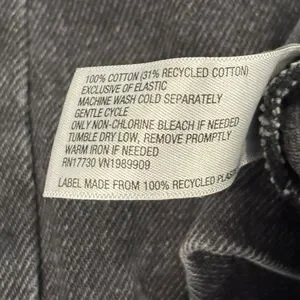 100% COTTON (31% RECYCLED COTTON)
EXCLUSIVE OF ELASTIC
MACHINE WASH COLD SEPARATELY
GENTLE CYCLE
ONLY NON-CHLORINE BLEACH IF NEEDED
TUMBLE DRY LOW, REMOVE PROMPTLY
WARM IRON IF NEEDED
RN17730 VN1989909
LABEL MADE FROM 100% RECYCLED